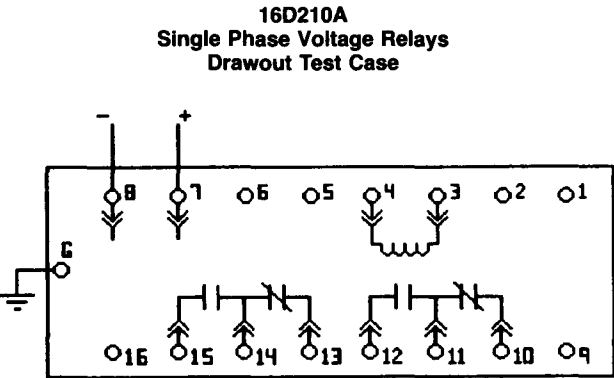 16D210A
Single Phase Voltage Relays
Drawout Test Case
- +
8 7 6 5 4 3 2 1
G
16 15 14 13 12 11 10 9